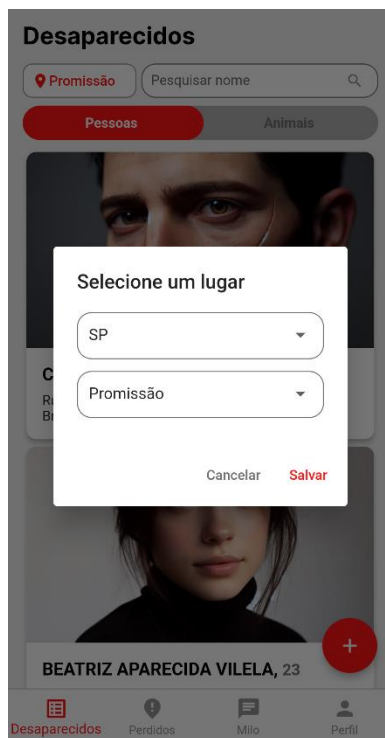 Desaparecidos
Promissão
Pesquisar nome
Pessoas
Animais
Selecione um lugar
SP
Promissão
Cancelar
Salvar
BEATRIZ APARECIDA VILELA, 23
Desaparecidos
Perdidos
Milo
Perfil